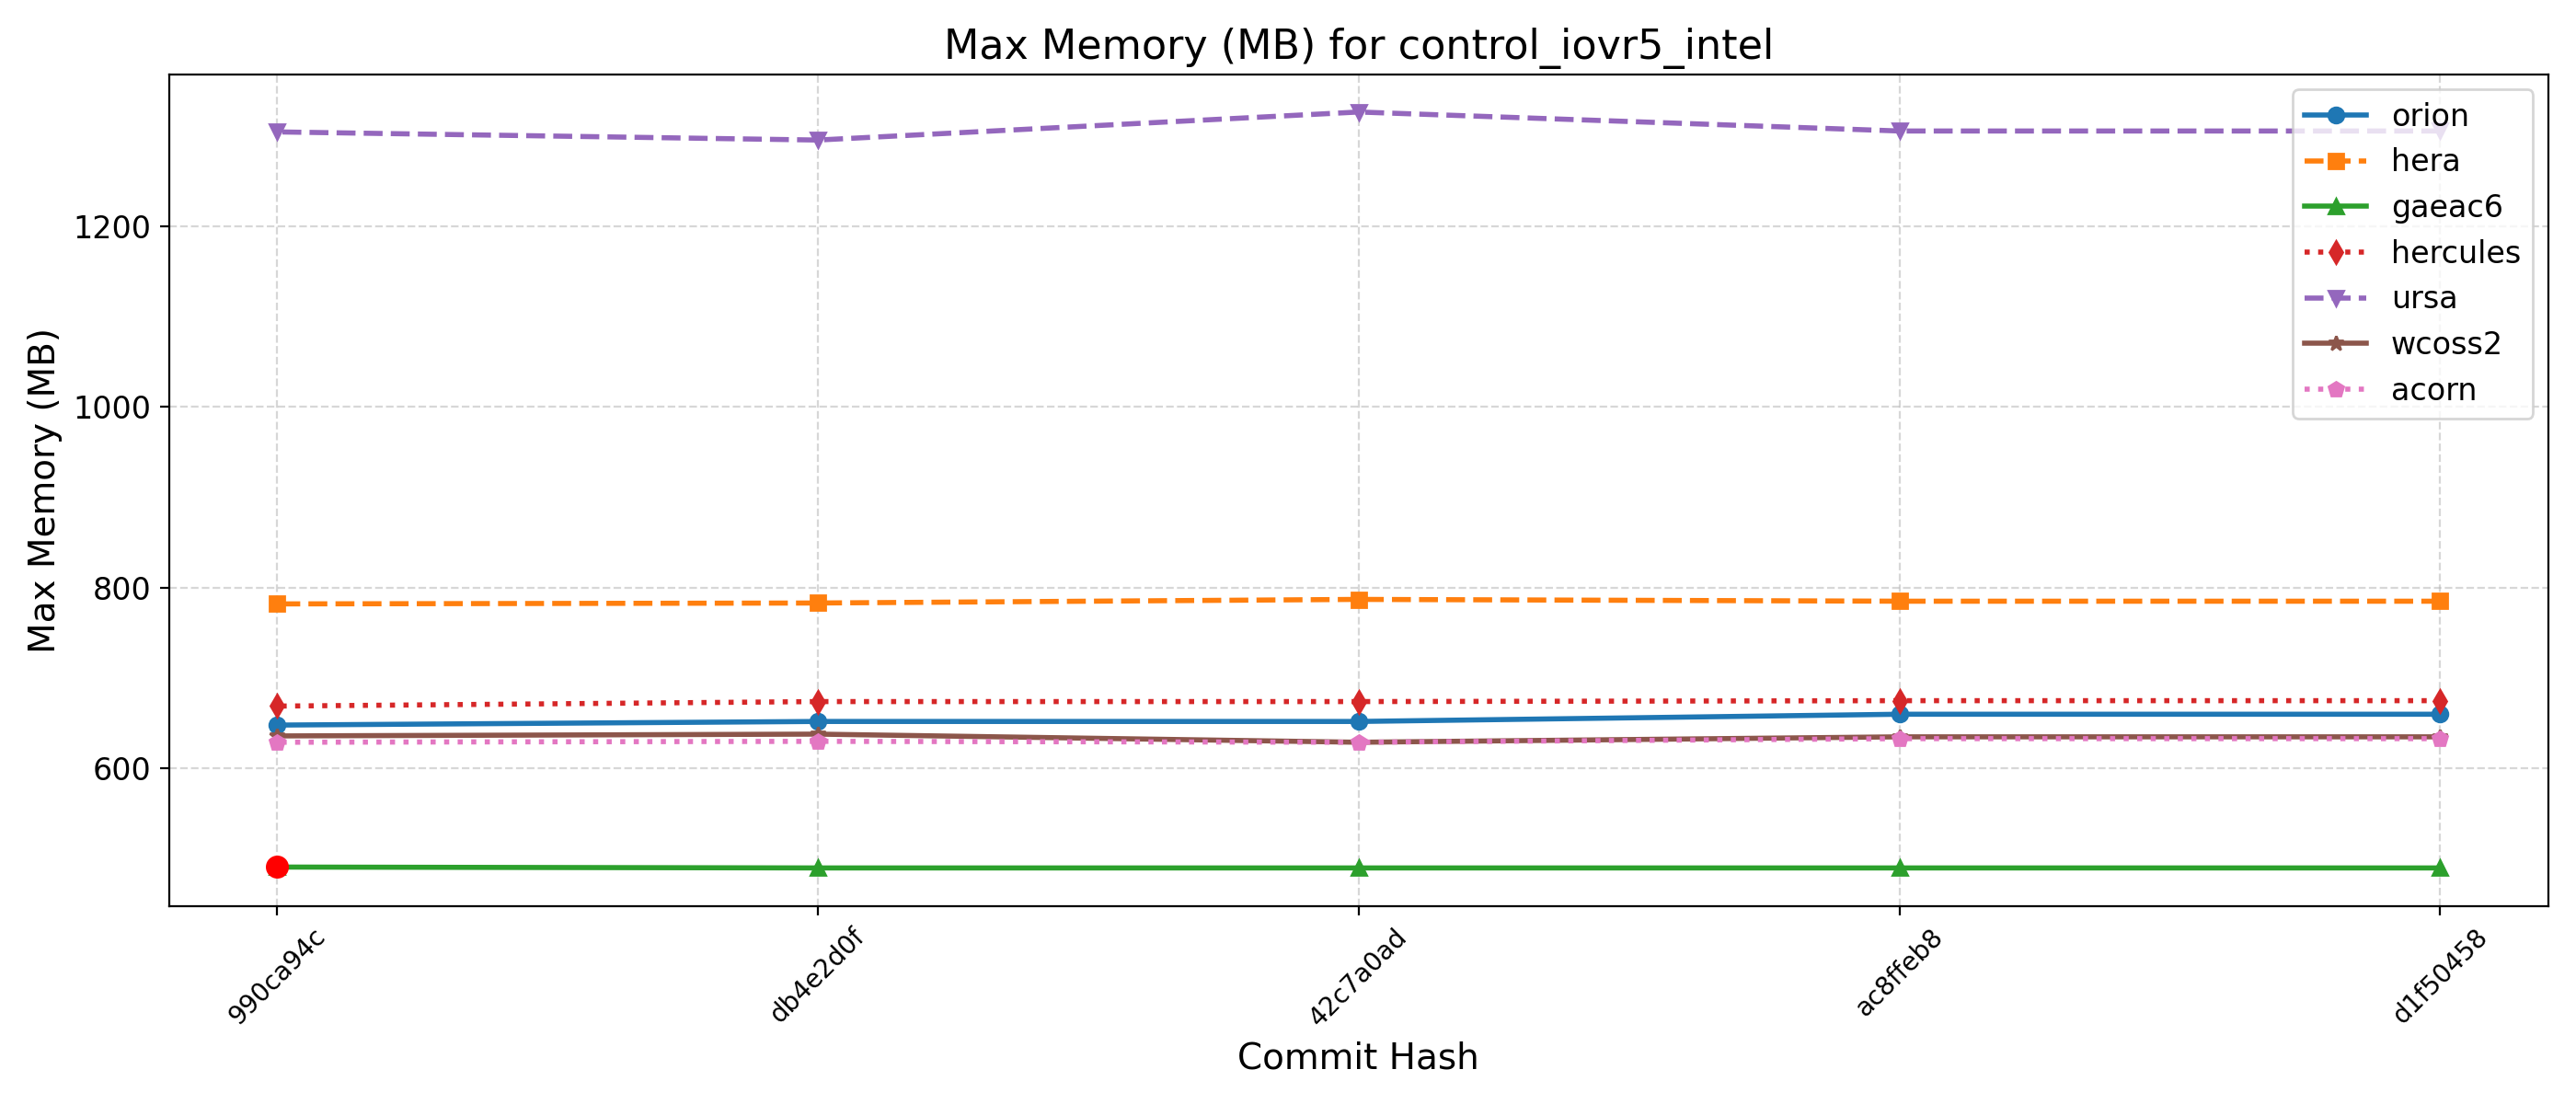 Max Memory (MB) for control_iovr5_intel
Max Memory (MB)
1200
1000
800
600
orion
hera
gaeac6
hercules
ursa
wcoss2
acorn
990ca94c
db4e2d0f
42c7a0ad
ac8ffeb8
d1f50458
Commit Hash